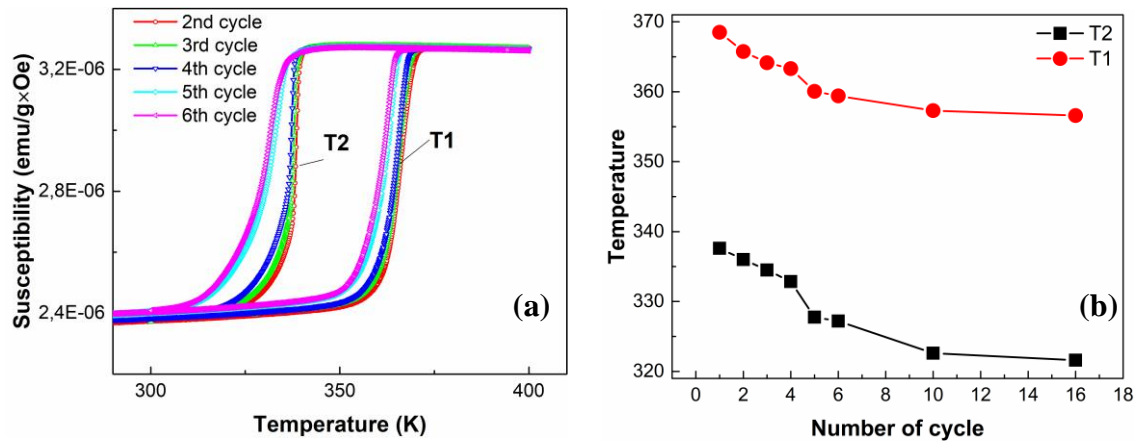 2nd cycle
3rd cycle
4th cycle
5th cycle
6th cycle
T2
T1
3,2E-06
2,8E-06
2,4E-06
Susceptibility (emu/g×Oe)
(a)
300
350
400
Temperature (K)
T2
T1
370
360
350
340
330
320
Temperature
(b)
0
2
4
6
8
10
12
14
16
18
Number of cycle